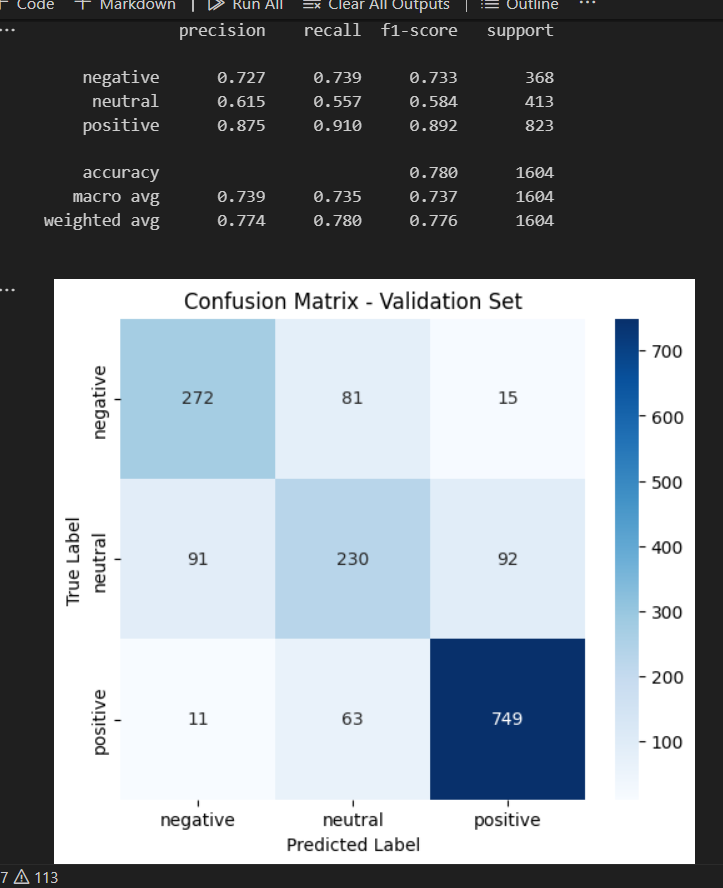 Code + Markdown | Run All Clear All Outputs | Outline ...
... precision recall f1-score support
negative 0.727 0.739 0.733 368
neutral 0.615 0.557 0.584 413
positive 0.875 0.910 0.892 823
accuracy 0.780 1604
macro avg 0.739 0.735 0.737 1604
weighted avg 0.774 0.780 0.776 1604
...
Confusion Matrix - Validation Set
negative 272 81 15
neutral 91 230 92
positive 11 63 749
True Label
negative neutral positive
Predicted Label
700
600
500
400
300
200
100
7 113